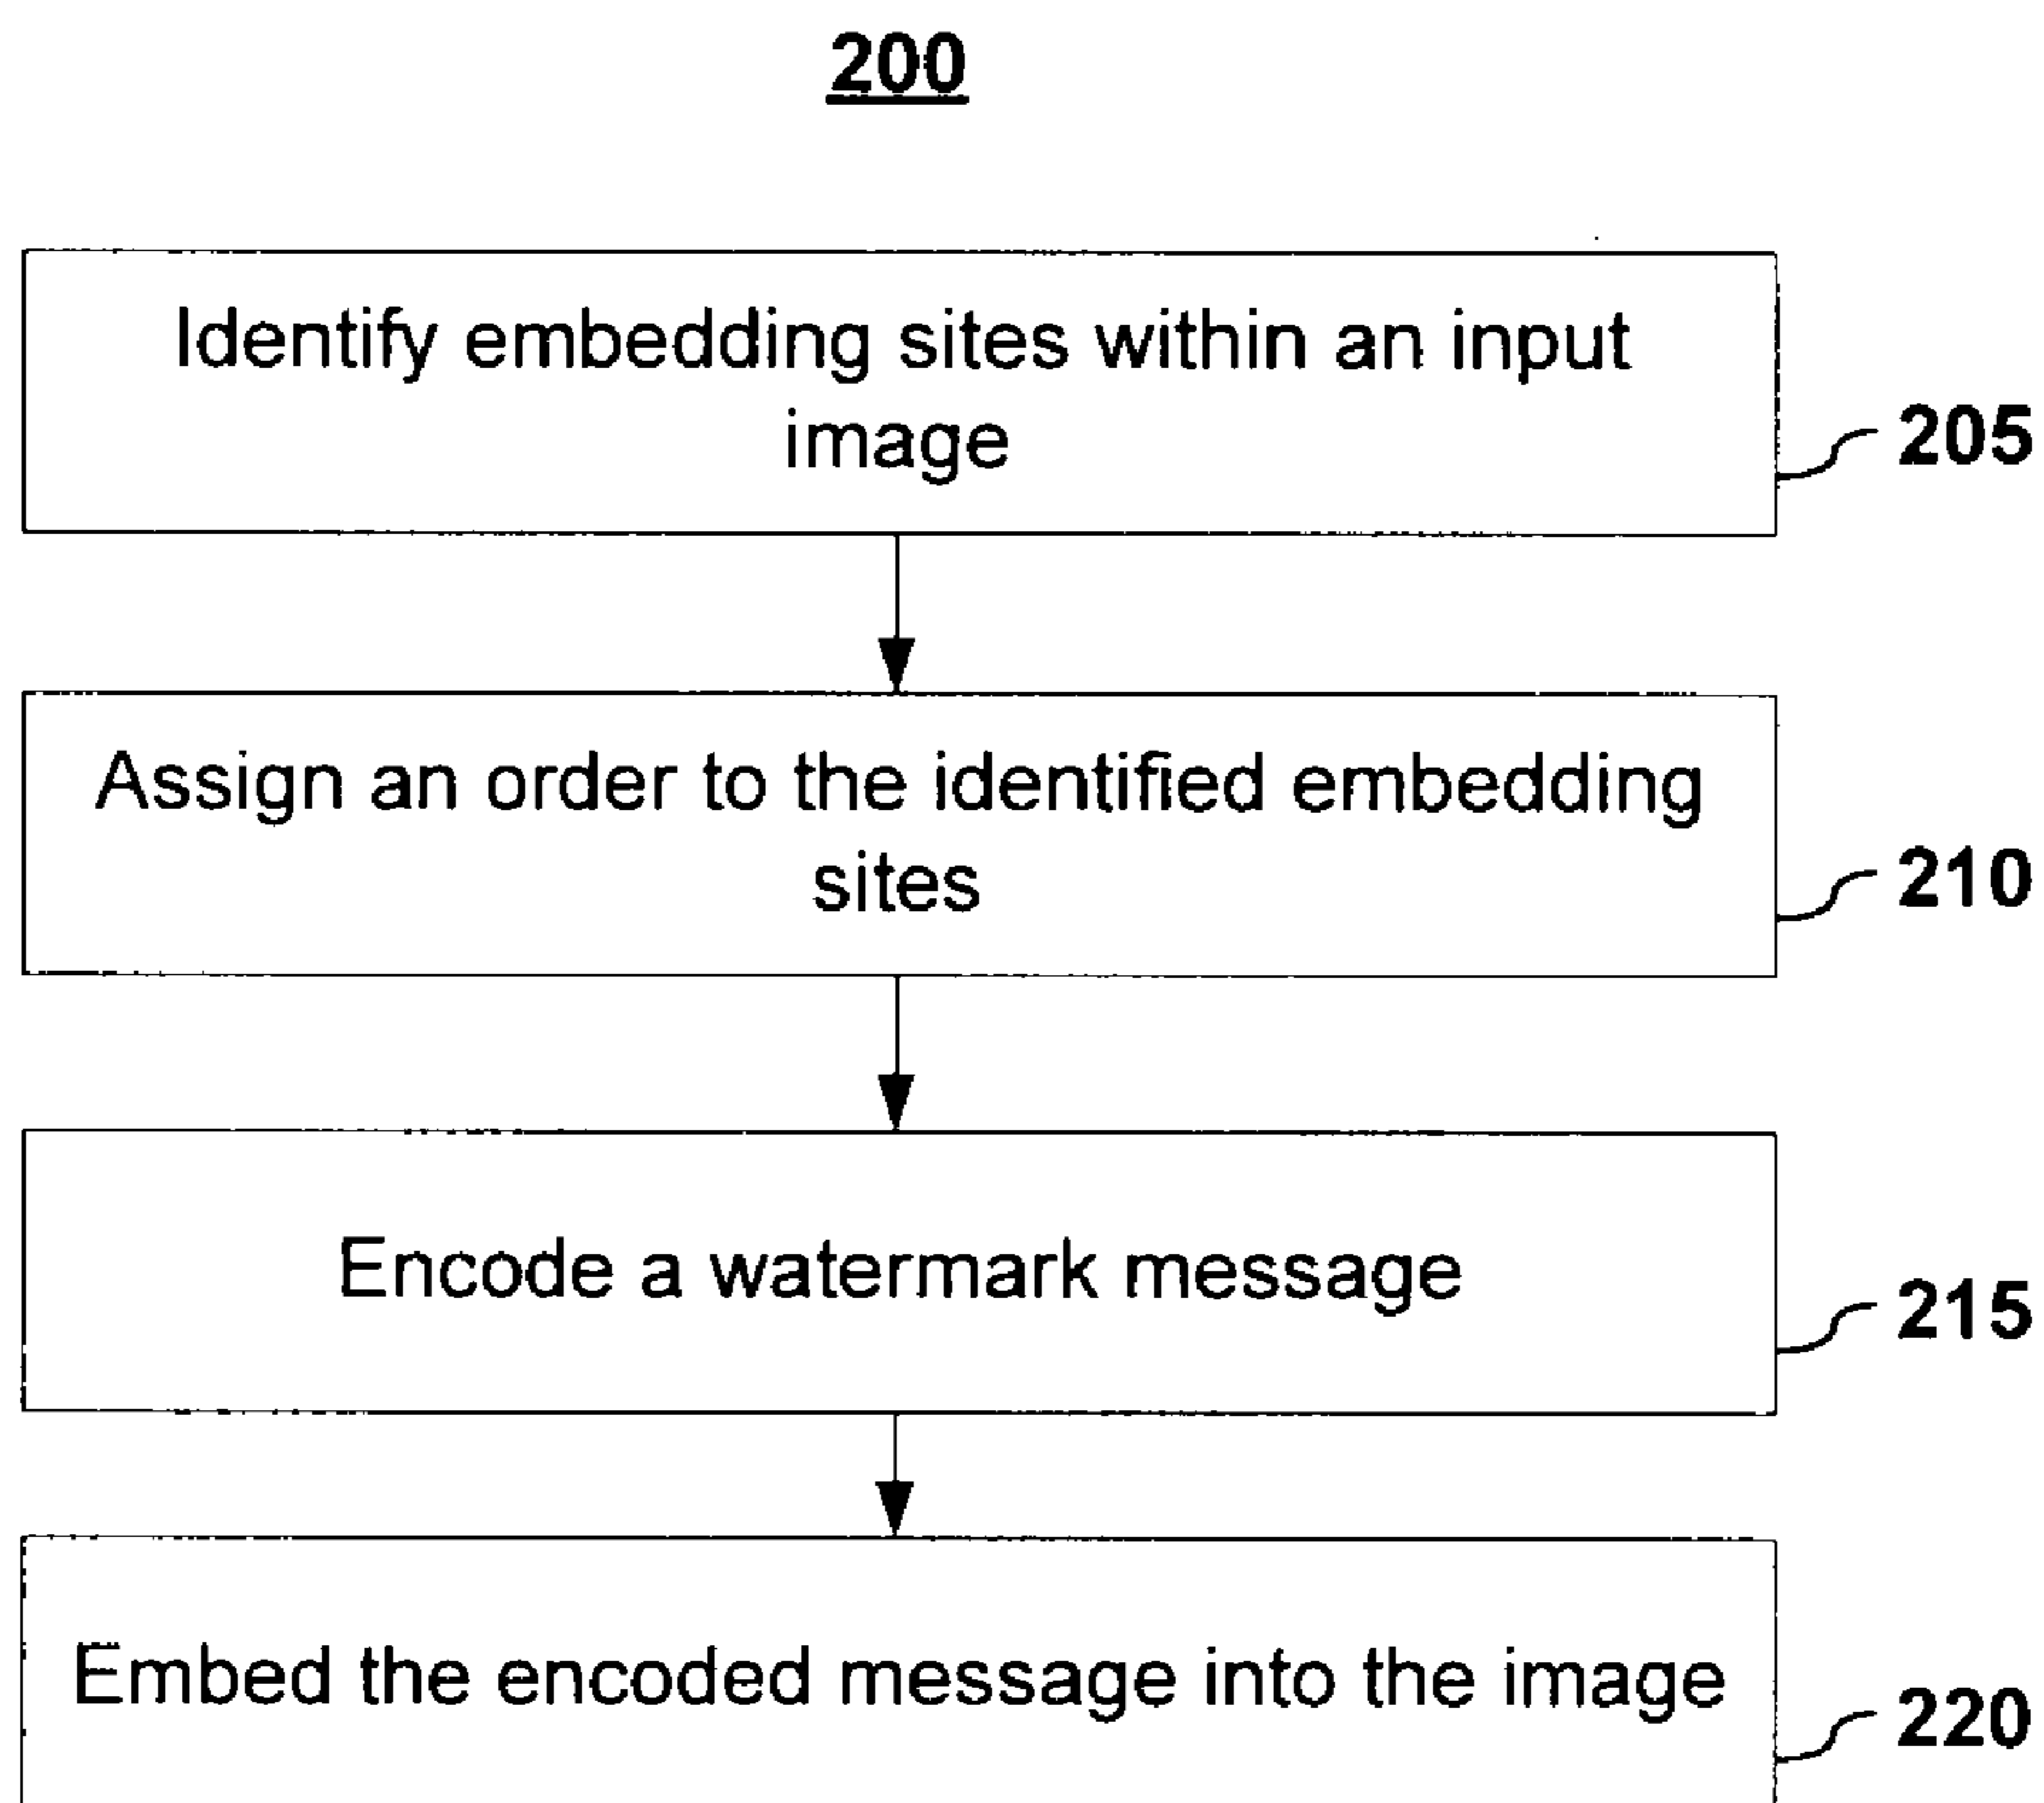 200
Identify embedding sites within an input
image
205
Assign an order to the identified embedding
sites
210
Encode a watermark message
215
Embed the encoded message into the image
220